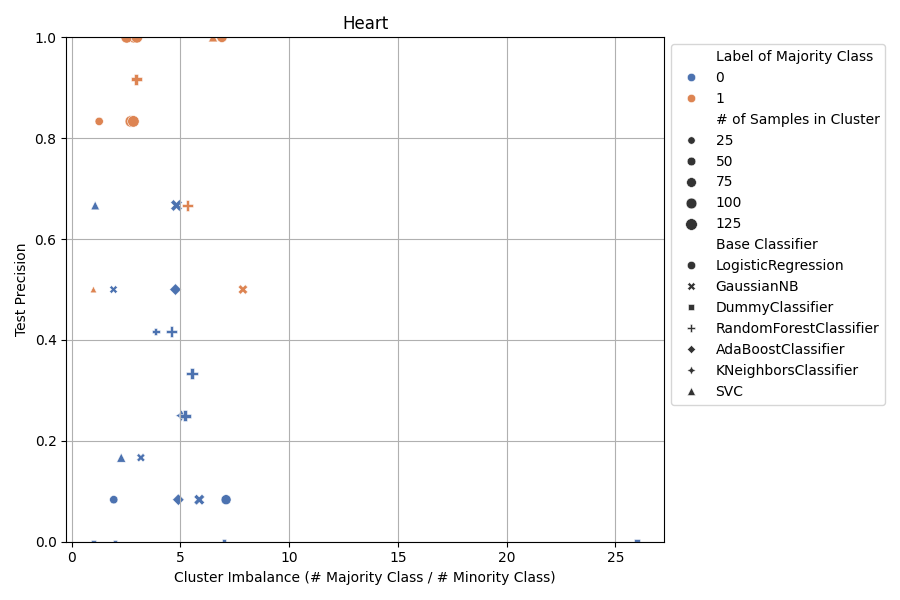 Heart
1.0
0.8
0.6
0.4
0.2
0.0
Test Precision
0
5
10
15
20
25
Cluster Imbalance (# Majority Class / # Minority Class)
Label of Majority Class
0
1
# of Samples in Cluster
25
50
75
100
125
Base Classifier
LogisticRegression
GaussianNB
DummyClassifier
RandomForestClassifier
AdaBoostClassifier
KNeighborsClassifier
SVC